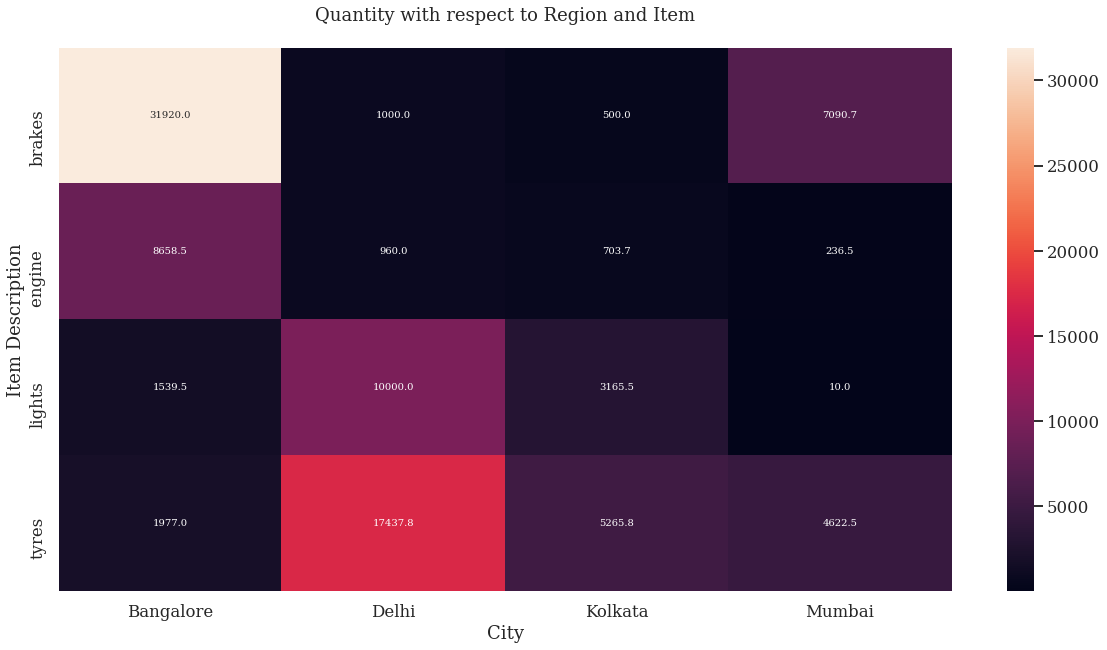 Quantity with respect to Region and Item
Item Description
brakes
31920.0 1000.0 500.0 7090.7
engine
8658.5 960.0 703.7 236.5
lights
1539.5 10000.0 3165.5 10.0
tyres
1977.0 17437.8 5265.8 4622.5
Bangalore Delhi Kolkata Mumbai
City
30000
25000
20000
15000
10000
5000